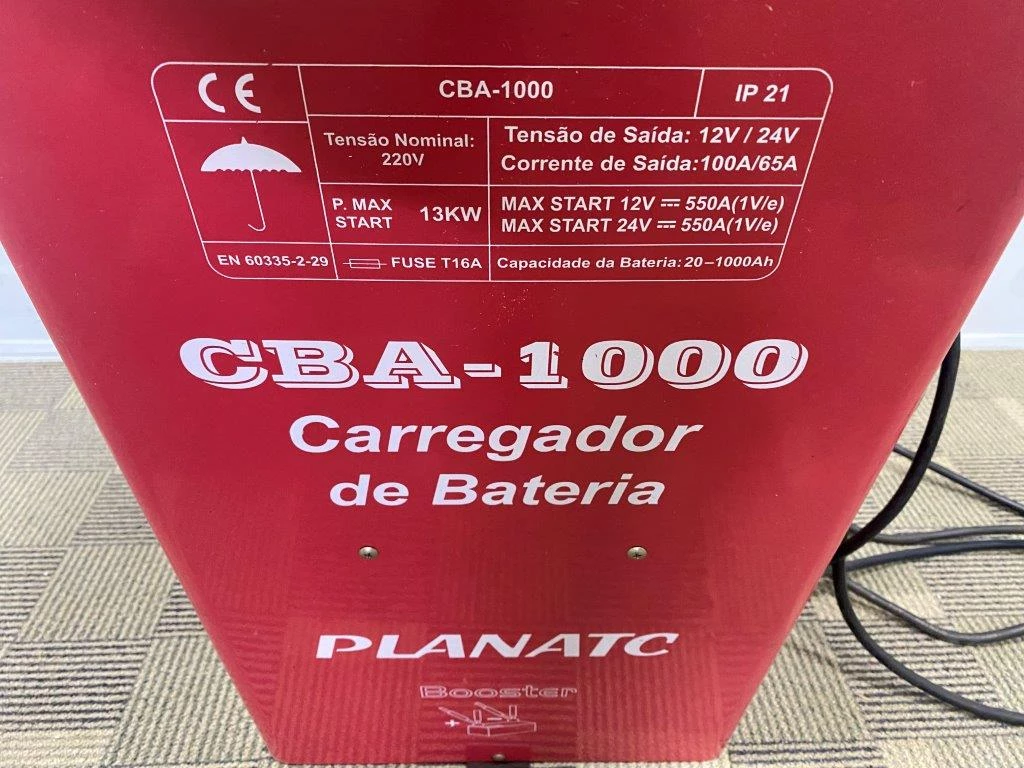 CE
CBA-1000
IP 21
Tensão Nominal:
220V
Tensão de Saída: 12V / 24V
Corrente de Saída:100A/65A
P. MAX
START
13KW
MAX START 12V ⎓ 550A(1V/e)
MAX START 24V ⎓ 550A(1V/e)
EN 60335-2-29
FUSE T16A
Capacidade da Bateria: 20–1000Ah
CBA-1000
Carregador
de Bateria
PLANATC
Booster
+ −